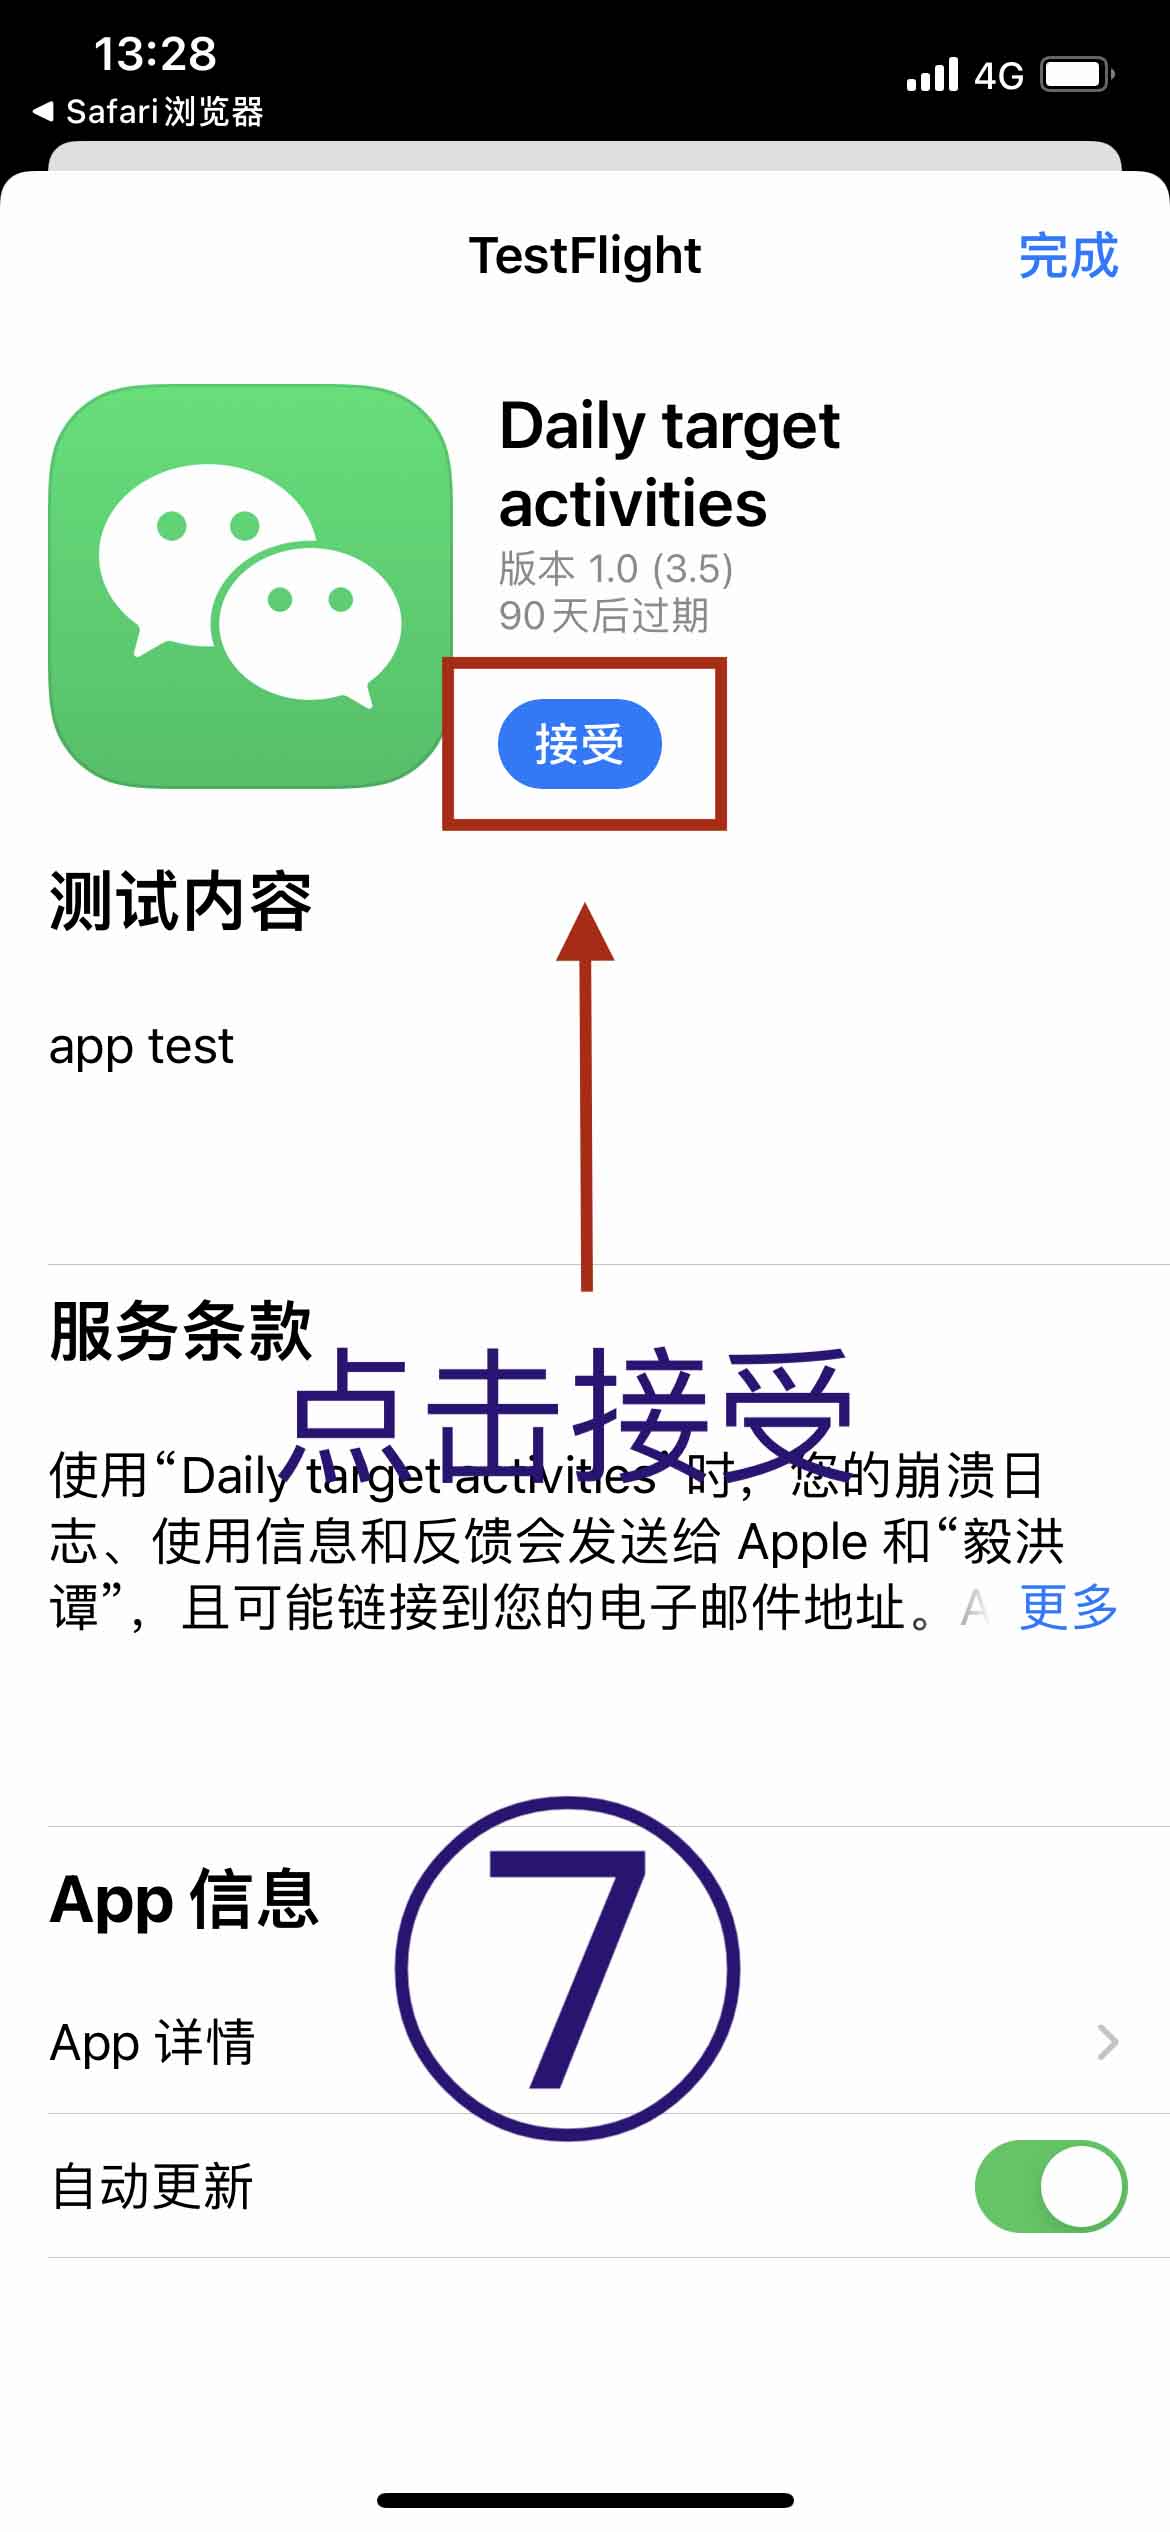 13:28
4G
Safari浏览器
TestFlight
完成
Daily target
activities
版本 1.0 (3.5)
90天后过期
接受
测试内容
app test
服务条款
点击接受
使用“Daily target activities”时，您的崩溃日
志、使用信息和反馈会发送给 Apple 和“毅洪
谭”，且可能链接到您的电子邮件地址。A 更多
7
App 信息
App 详情
自动更新